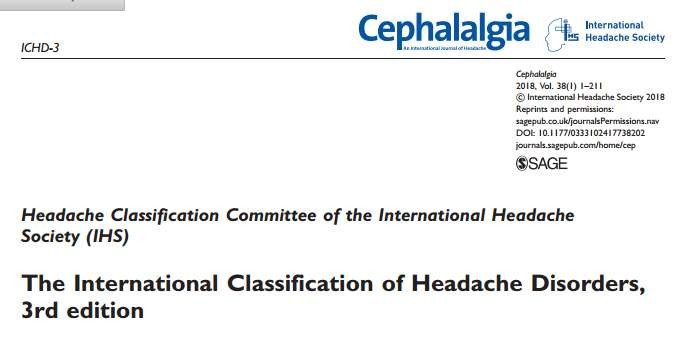 ICHD-3
Cephalalgia
An International Journal of Headache
IHS
International
Headache Society
Cephalalgia
2018, Vol. 38(1) 1–211
© International Headache Society 2018
Reprints and permissions:
sagepub.co.uk/journalsPermissions.nav
DOI: 10.1177/0333102417738202
journals.sagepub.com/home/cep
SAGE
Headache Classification Committee of the International Headache
Society (IHS)
The International Classification of Headache Disorders,
3rd edition